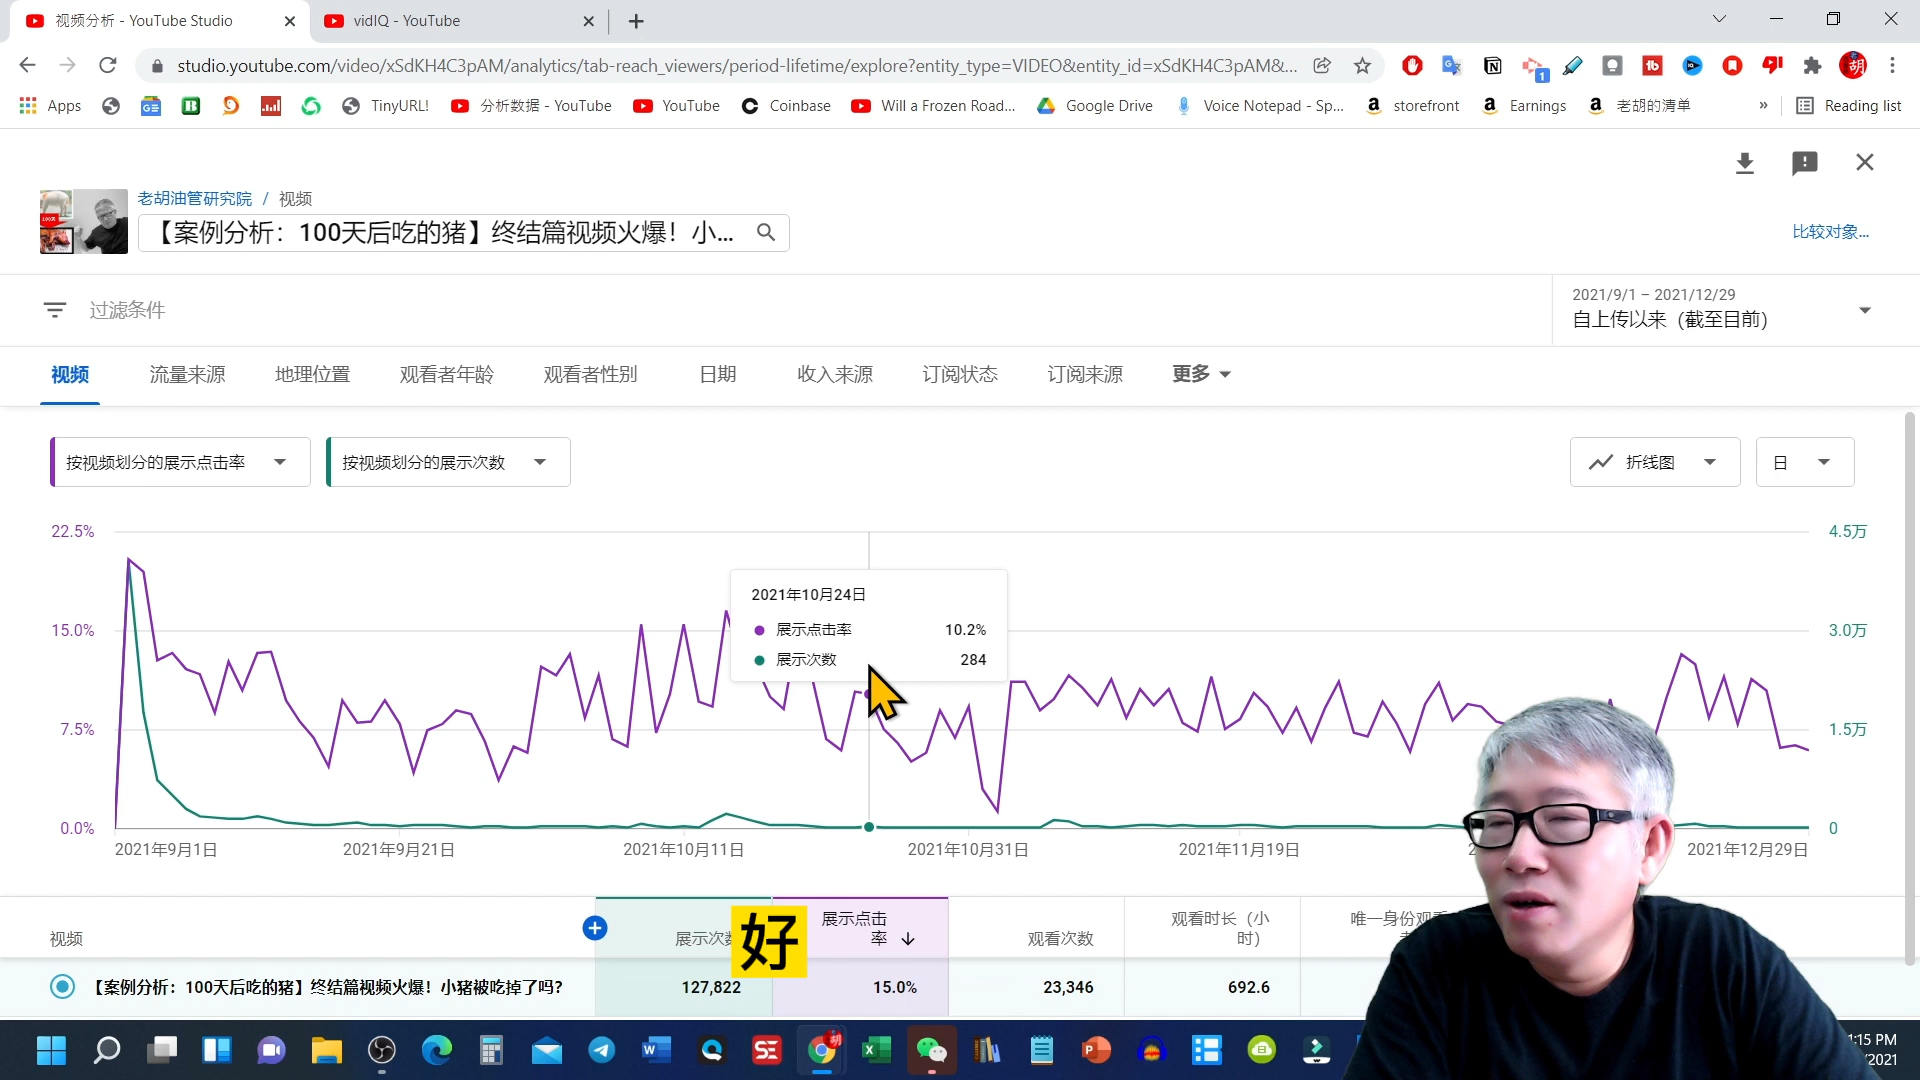 视频分析 - YouTube Studio
vidIQ - YouTube
studio.youtube.com/video/xSdKH4C3pAM/analytics/tab-reach_viewers/period-lifetime/explore?entity_type=VIDEO&entity_id=xSdKH4C3pAM&...
Apps
TinyURL!
分析数据 - YouTube
YouTube
Coinbase
Will a Frozen Road...
Google Drive
Voice Notepad - Sp...
storefront
Earnings
老胡的清单
»
Reading list
老胡油管研究院 / 视频
【案例分析：100天后吃的猪】终结篇视频火爆！小...
比较对象...
过滤条件
2021/9/1 – 2021/12/29
自上传以来（截至目前）
视频 流量来源 地理位置 观看者年龄 观看者性别 日期 收入来源 订阅状态 订阅来源 更多
按视频划分的展示点击率
按视频划分的展示次数
折线图
日
22.5%
4.5万
2021年10月24日
展示点击率 10.2%
展示次数 284
15.0%
3.0万
7.5%
1.5万
0.0%
0
2021年9月1日
2021年9月21日
2021年10月11日
2021年10月31日
2021年11月19日
2021年12月29日
视频
展示次
展示点击
率
观看次数
观看时长（小
时）
唯一身份观
好
【案例分析：100天后吃的猪】终结篇视频火爆！小猪被吃掉了吗?
127,822
15.0%
23,346
692.6
:15 PM
/2021